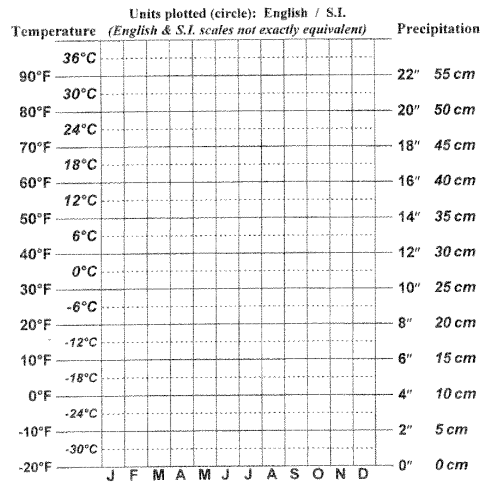 Units plotted (circle): English / S.I.
Temperature (English & S.I. scales not exactly equivalent) Precipitation
36°C
90°F 22" 55 cm
30°C
80°F 20" 50 cm
24°C
70°F 18" 45 cm
18°C
60°F 16" 40 cm
12°C
50°F 14" 35 cm
6°C
40°F 12" 30 cm
0°C
30°F 10" 25 cm
-6°C
20°F 8" 20 cm
-12°C
10°F 6" 15 cm
-18°C
0°F 4" 10 cm
-24°C
-10°F 2" 5 cm
-30°C
-20°F 0" 0 cm
J F M A M J J A S O N D